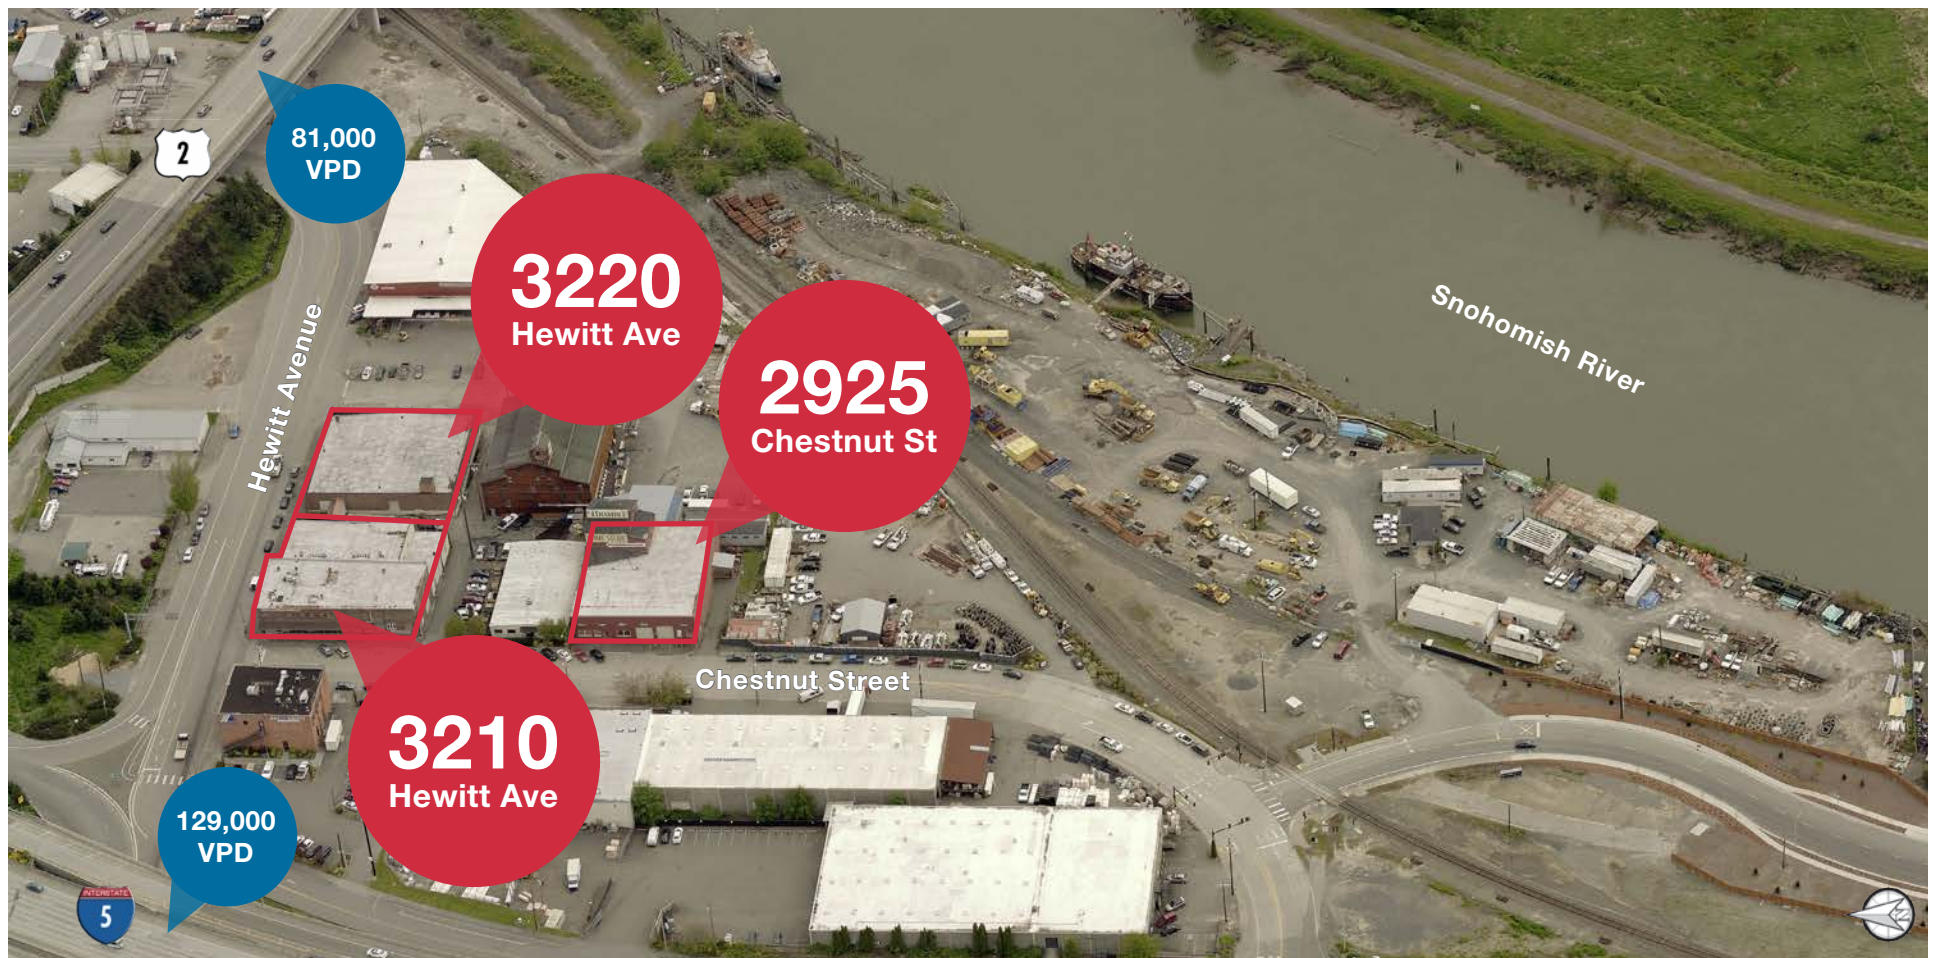 2
81,000
VPD
3220
Hewitt Ave
2925
Chestnut St
Snohomish River
Hewitt Avenue
Chestnut Street
3210
Hewitt Ave
129,000
VPD
INTERSTATE
5